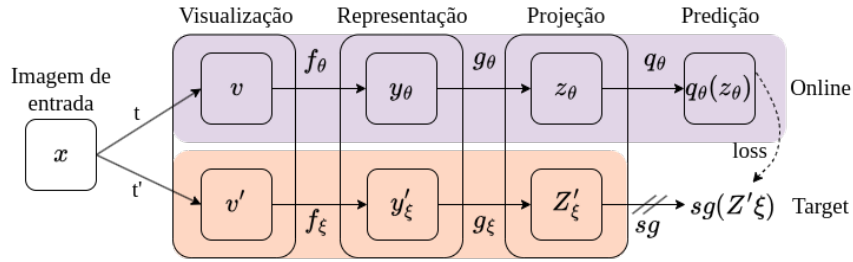 Visualização Representação Projeção Predição
Imagem de
entrada
x
t
t'
v
f_θ
y_θ
g_θ
z_θ
q_θ
q_θ(z_θ)
Online
loss
v'
f_ξ
y'_ξ
g_ξ
Z'_ξ
sg
sg(Z'ξ)
Target